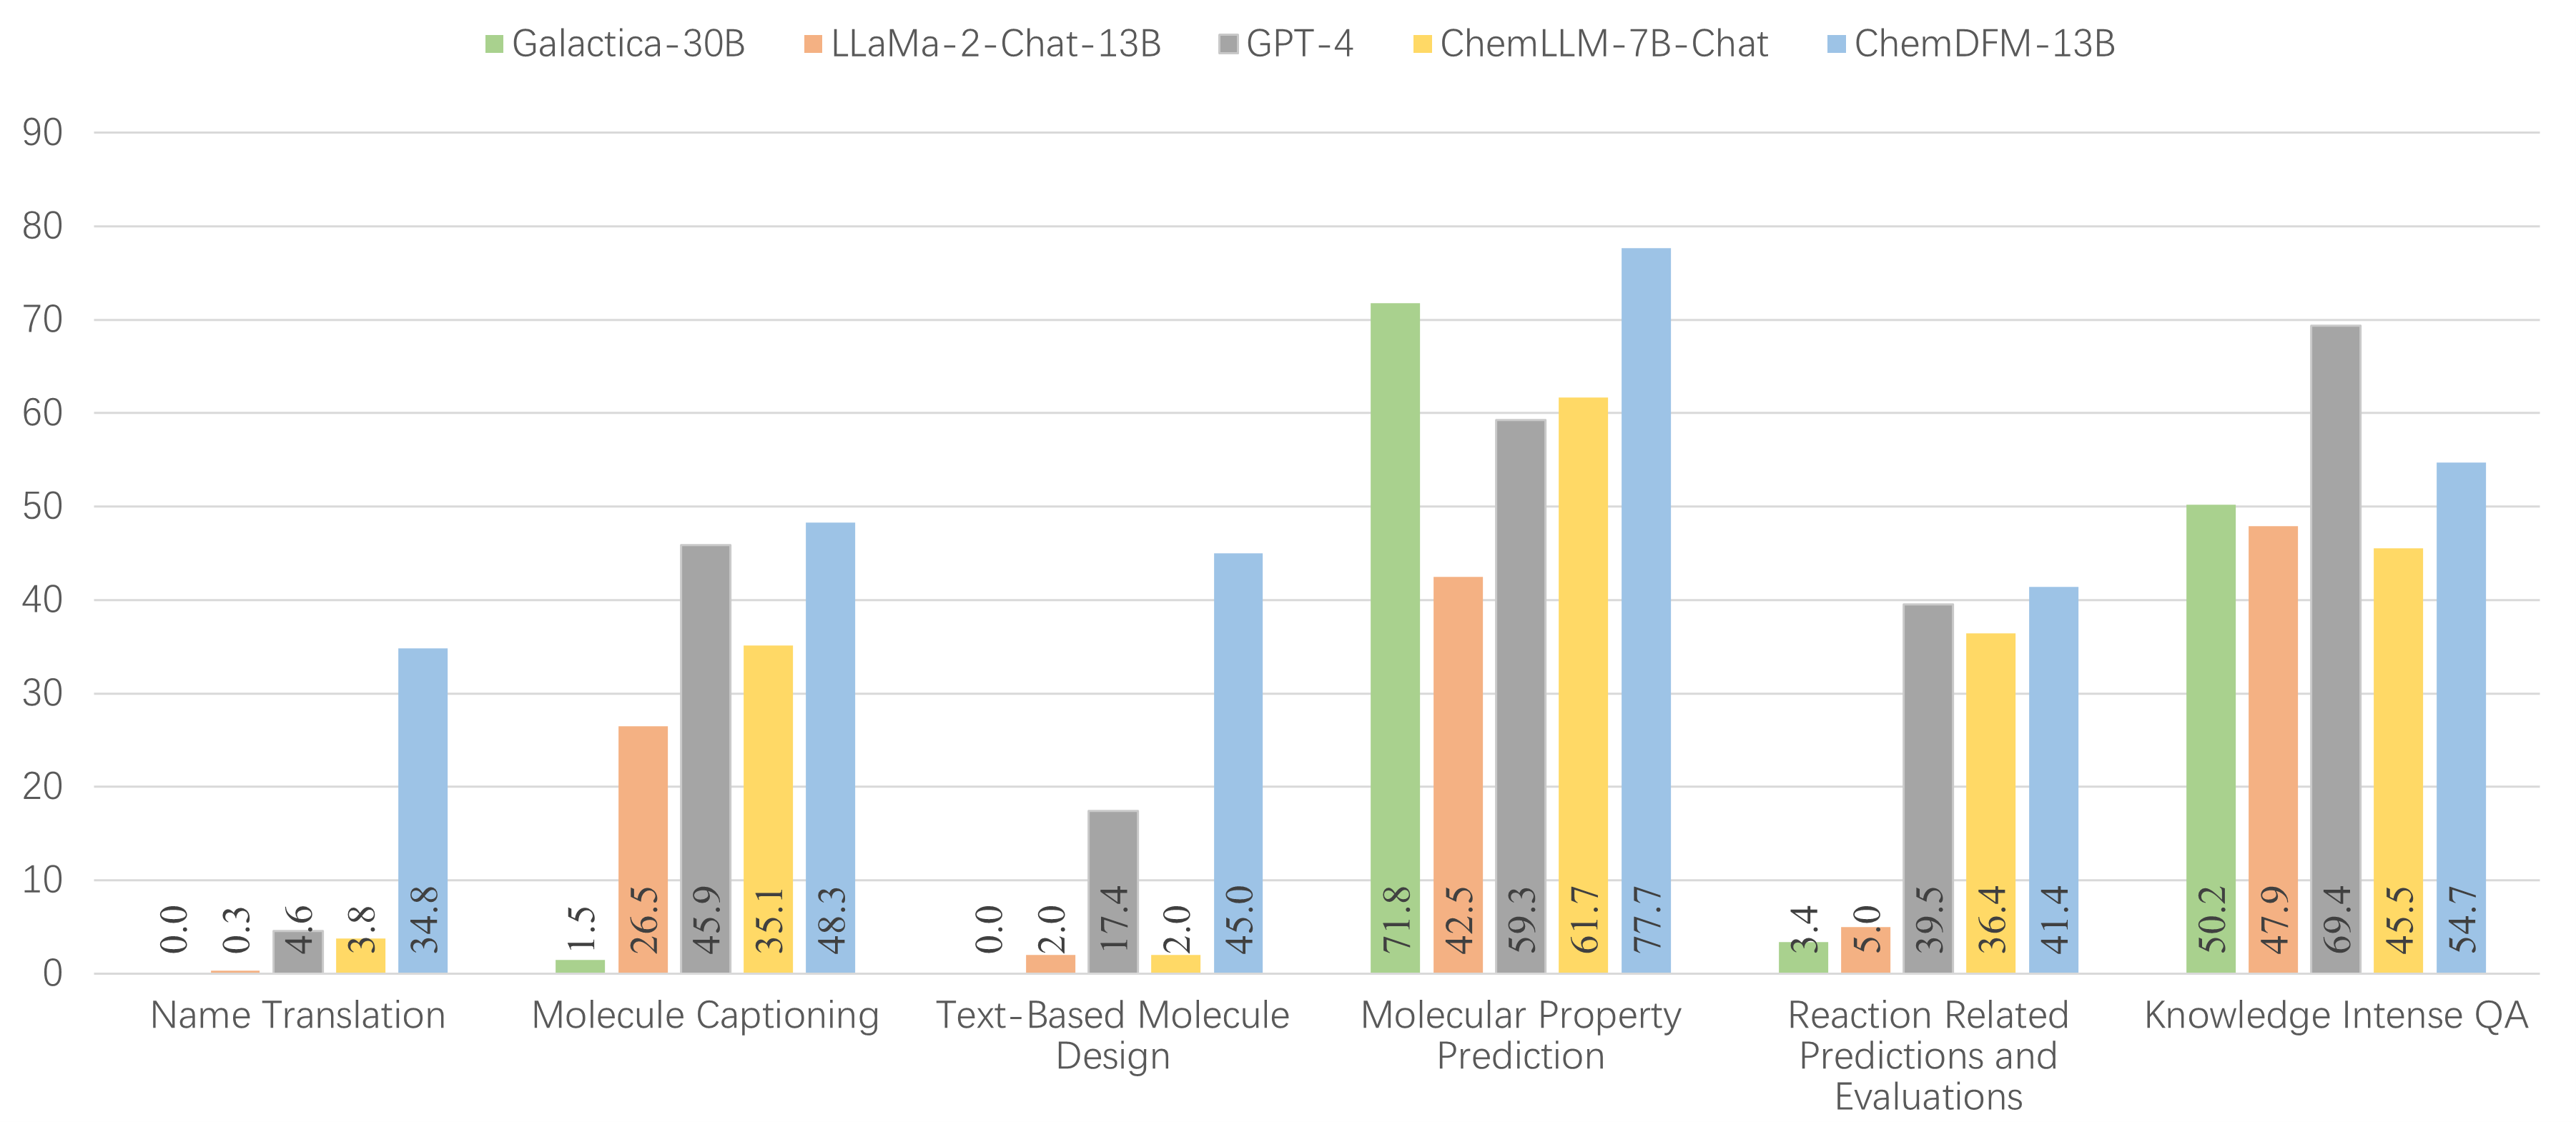 Galactica-30B LLaMa-2-Chat-13B GPT-4 ChemLLM-7B-Chat ChemDFM-13B
90
80
70
60
50
40
30
20
10
0
0.0 0.3 4.6 3.8 34.8
1.5 26.5 45.9 35.1 48.3
0.0 2.0 17.4 2.0 45.0
71.8 42.5 59.3 61.7 77.7
3.4 5.0 39.5 36.4 41.4
50.2 47.9 69.4 45.5 54.7
Name Translation
Molecule Captioning
Text-Based Molecule
Design
Molecular Property
Prediction
Reaction Related
Predictions and
Evaluations
Knowledge Intense QA